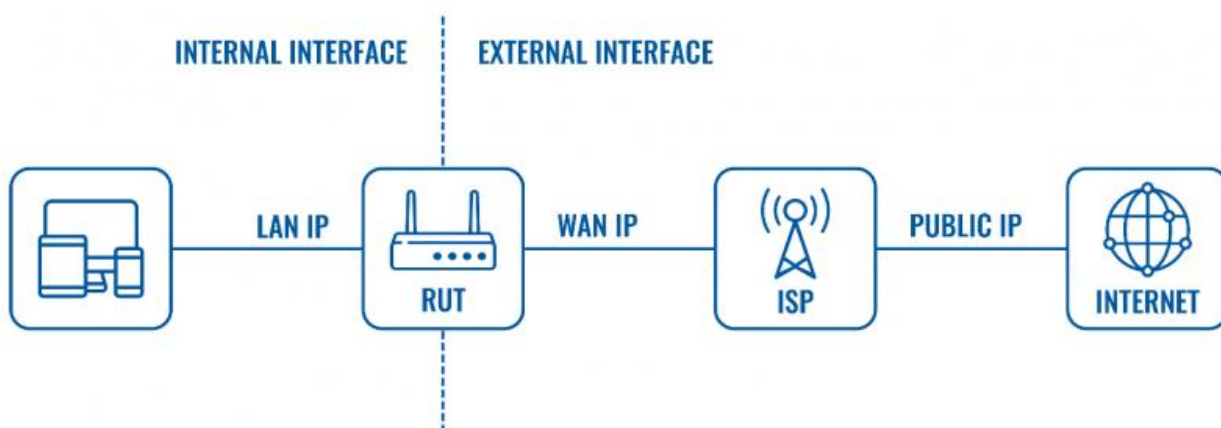 INTERNAL INTERFACE
EXTERNAL INTERFACE
LAN IP
WAN IP
PUBLIC IP
RUT
ISP
INTERNET